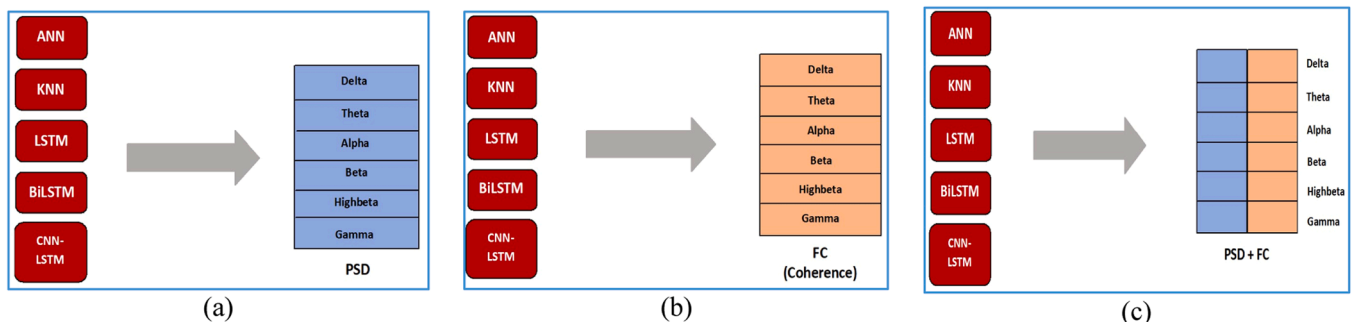 ANN
KNN
LSTM
BiLSTM
CNN-
LSTM
Delta
Theta
Alpha
Beta
Highbeta
Gamma
PSD
(a)
ANN
KNN
LSTM
BiLSTM
CNN-
LSTM
Delta
Theta
Alpha
Beta
Highbeta
Gamma
FC
(Coherence)
(b)
ANN
KNN
LSTM
BiLSTM
CNN-
LSTM
Delta
Theta
Alpha
Beta
Highbeta
Gamma
PSD + FC
(c)